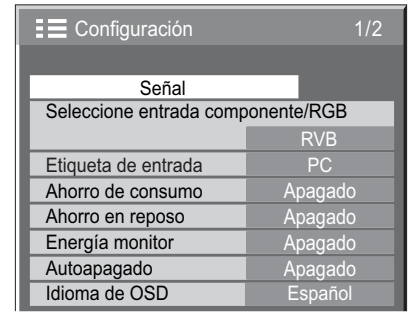 Configuración 1/2
Señal
Seleccione entrada componente/RGB
RVB
Etiqueta de entrada PC
Ahorro de consumo Apagado
Ahorro en reposo Apagado
Energía monitor Apagado
Autoapagado Apagado
Idioma de OSD Español